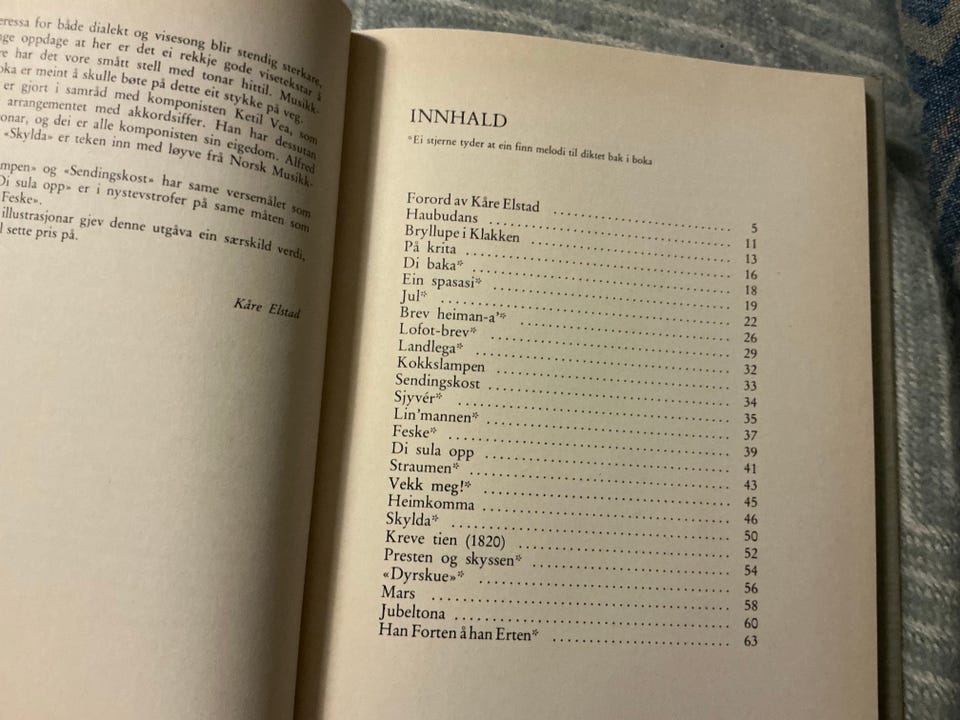 eressa for både dialekt og visesong blir stendig sterkare,
nge oppdage at her er det ei rekkje gode visetekstar å
re har det vore smått stell med tonar hittil. Musikk-
oka er meint å skulle bøte på dette eit stykke på veg.
er gjort i samråd med komponisten Ketil Vea, som
arrangementet med akkordsiffer. Han har dessutan
onar, og dei er alle komponisten sin eigedom. Alfred
«Skylda» er teken inn med løyve frå Norsk Musikk-
mpen» og «Sendingskost» har same versemålet som
Di sula opp» er i nystevstrofer på same måten som
Feske».
illustrasjonar gjev denne utgåva ein særskild verdi,
l sette pris på.
Kåre Elstad
INNHALD
*Ei stjerne tyder at ein finn melodi til diktet bak i boka
Forord av Kåre Elstad .......... 5
Haubudans .......... 11
Bryllupe i Klakken .......... 13
På krita .......... 16
Di baka* .......... 18
Ein spasasi* .......... 19
Jul* .......... 22
Brev heiman-a'* .......... 26
Lofot-brev* .......... 29
Landlega* .......... 32
Kokkslampen .......... 33
Sendingskost .......... 34
Sjyvér* .......... 35
Lin'mannen* .......... 37
Feske* .......... 39
Di sula opp .......... 41
Straumen* .......... 43
Vekk meg!* .......... 45
Heimkomma .......... 46
Skylda* .......... 50
Kreve tien (1820) .......... 52
Presten og skyssen* .......... 54
«Dyrskue»* .......... 56
Mars .......... 58
Jubeltona .......... 60
Han Forten å han Erten* .......... 63